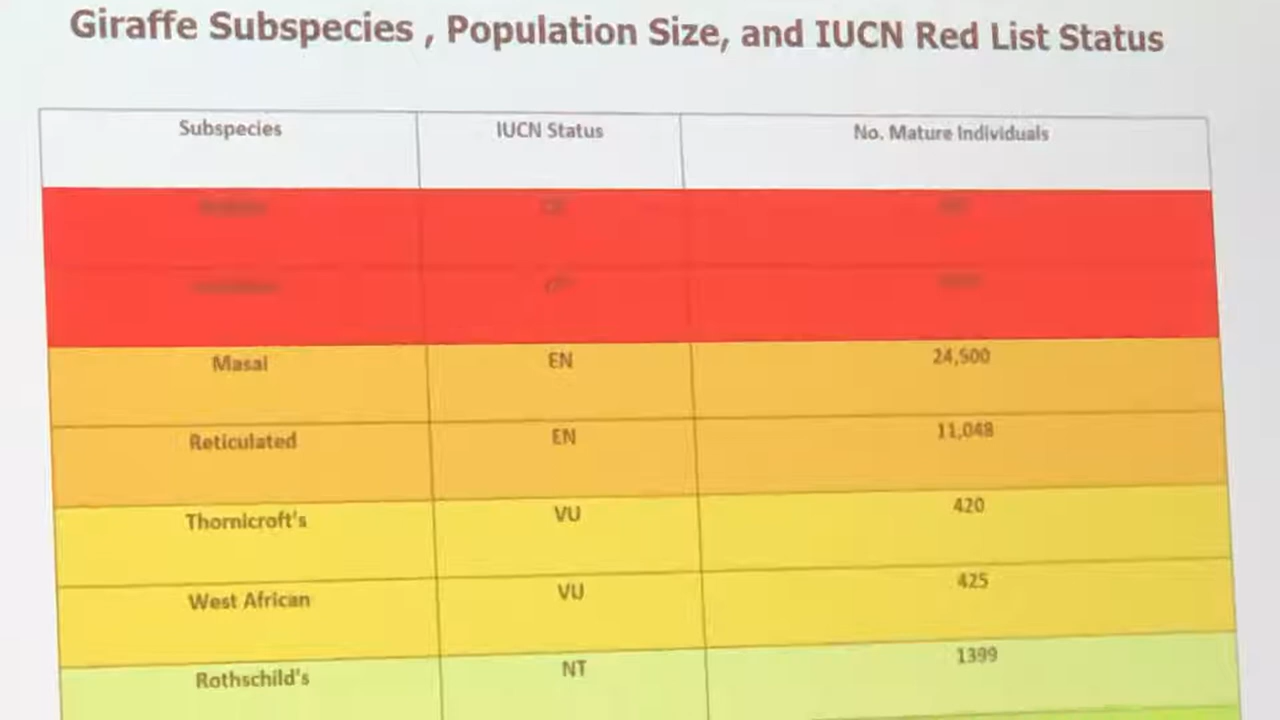 Giraffe Subspecies , Population Size, and IUCN Red List Status
Subspecies IUCN Status No. Mature Individuals
Masai EN 24,500
Reticulated EN 11,048
Thornicroft's VU 420
West African VU 425
Rothschild's NT 1399